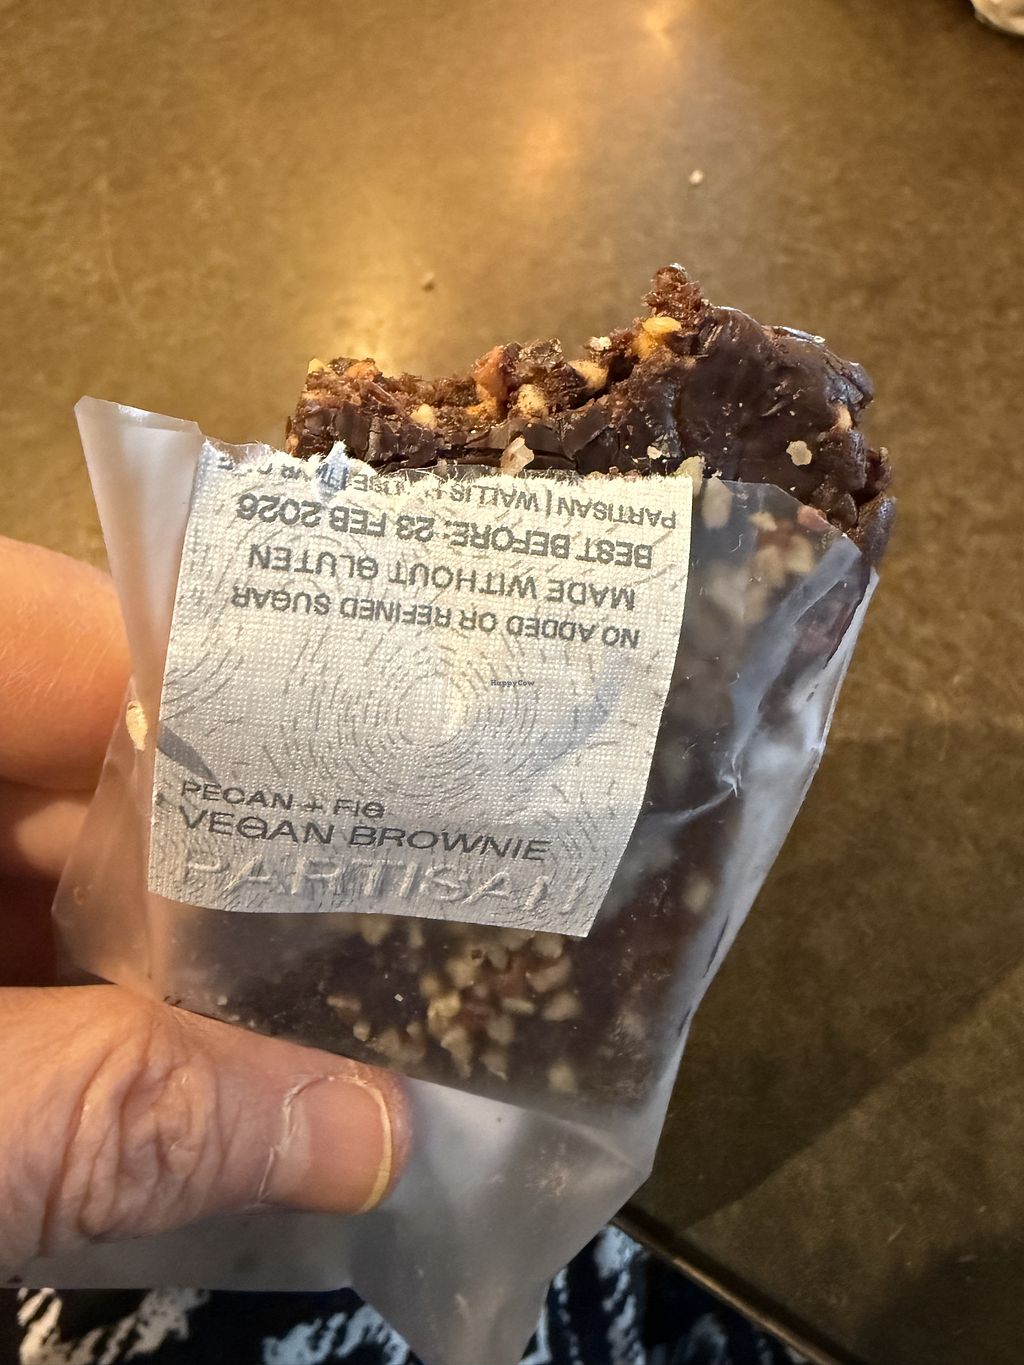 PECAN + FIG
VEGAN BROWNIE
PARTISAN
NO ADDED OR REFINED SUGAR
MADE WITHOUT GLUTEN
BEST BEFORE: 23 FEB 2026
PARTISAN | WALLIS
HappyCow